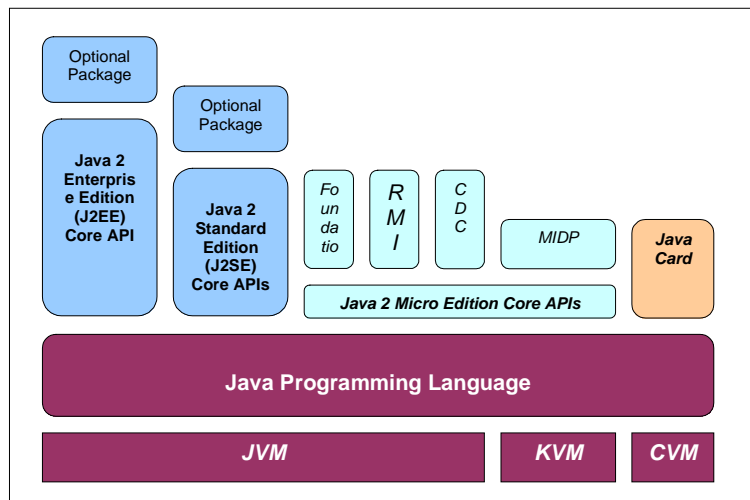 Optional
Package
Optional
Package
Java 2
Enterpris
e Edition
(J2EE)
Core API
Java 2
Standard
Edition
(J2SE)
Core APIs
Fo
un
da
tio
R
M
I
C
D
C
MIDP
Java
Card
Java 2 Micro Edition Core APIs
Java Programming Language
JVM
KVM
CVM